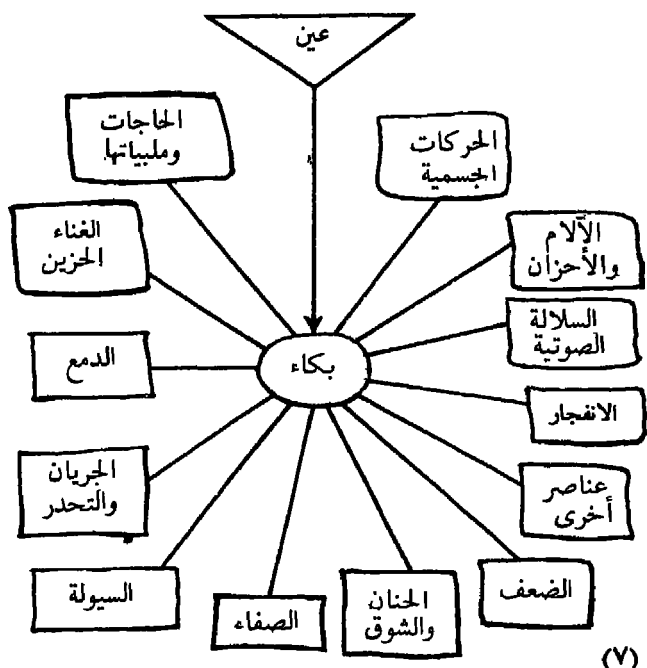 عين
الحركات
الجسمية
الحاجات
وملبياتها
الآلام
والأحزان
الغناء
الحزين
السلالة
الصوتية
بكاء
الدمع
الانفجار
الجريان
والتحدر
عناصر
أخرى
السيولة
الصفاء
الحنان
والشوق
الضعف
(٧)